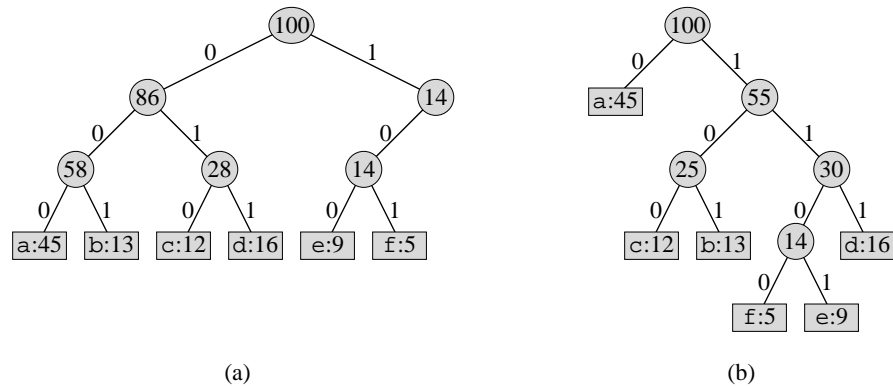 100 100
0 1 0 1
86 14 a:45 55
0 1 0 0 1
58 28 14 25 30
0 1 0 1 0 1 0 1 0 1
a:45 b:13 c:12 d:16 e:9 f:5 c:12 b:13 14 d:16
0 1
f:5 e:9
(a) (b)